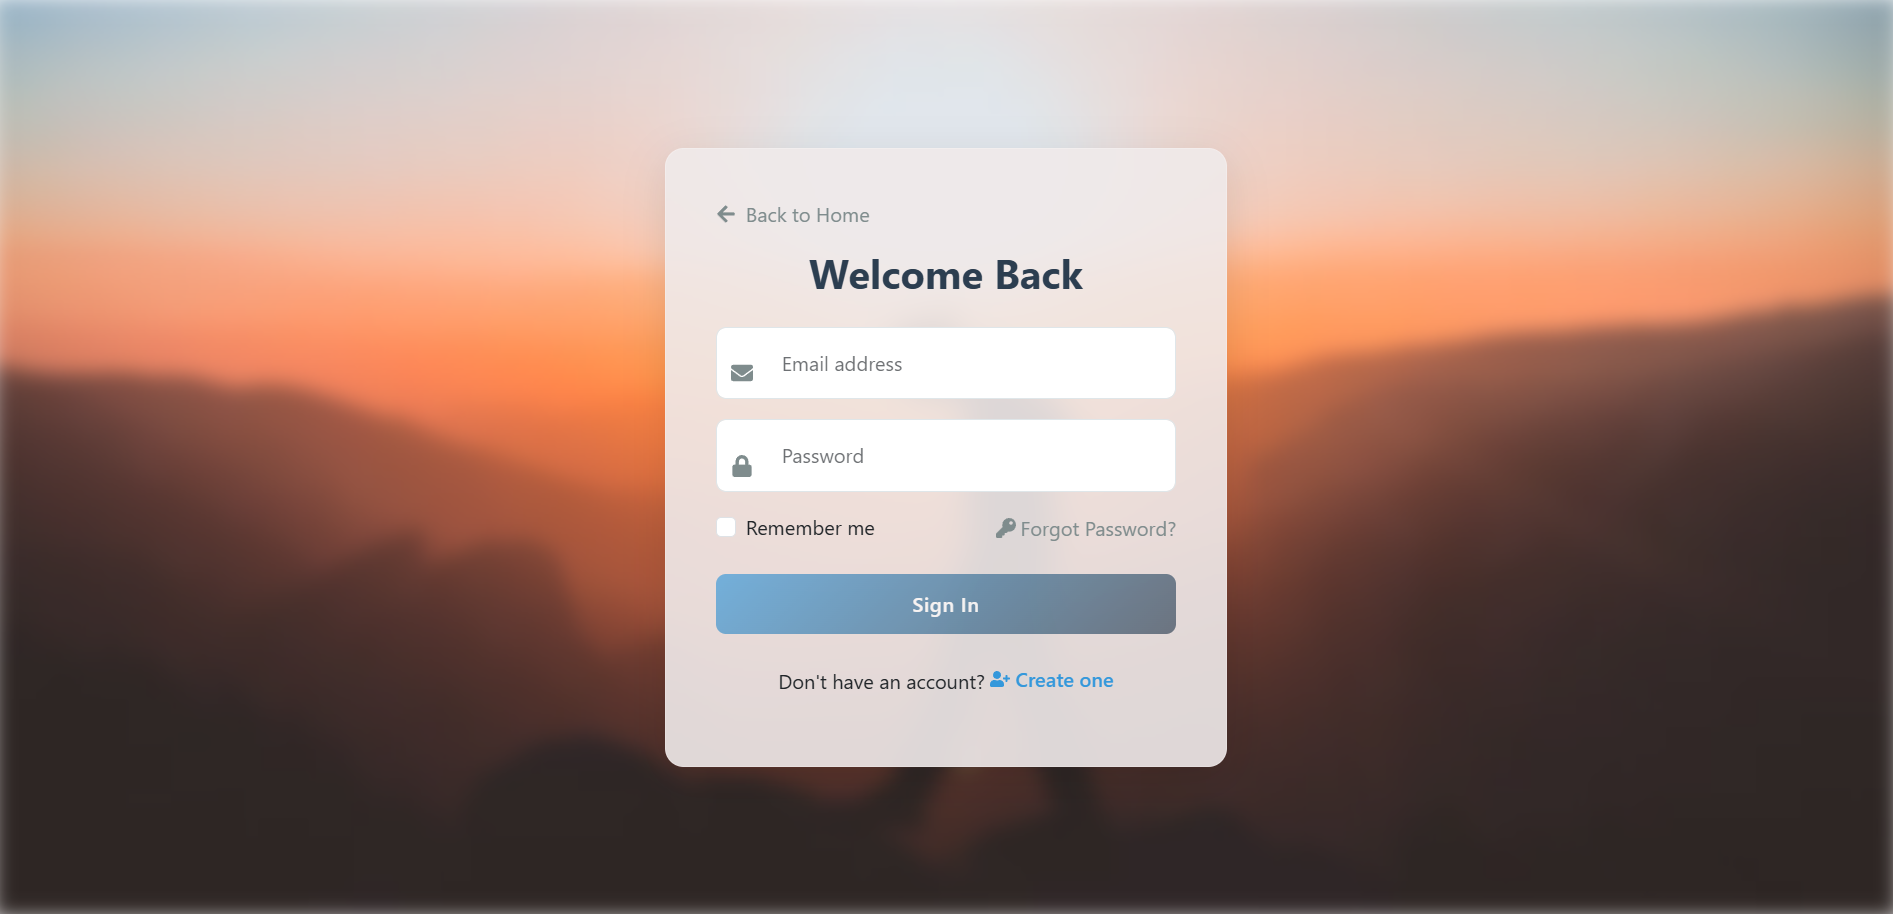 Back to Home
Welcome Back
Email address
Password
Remember me
Forgot Password?
Sign In
Don't have an account? Create one